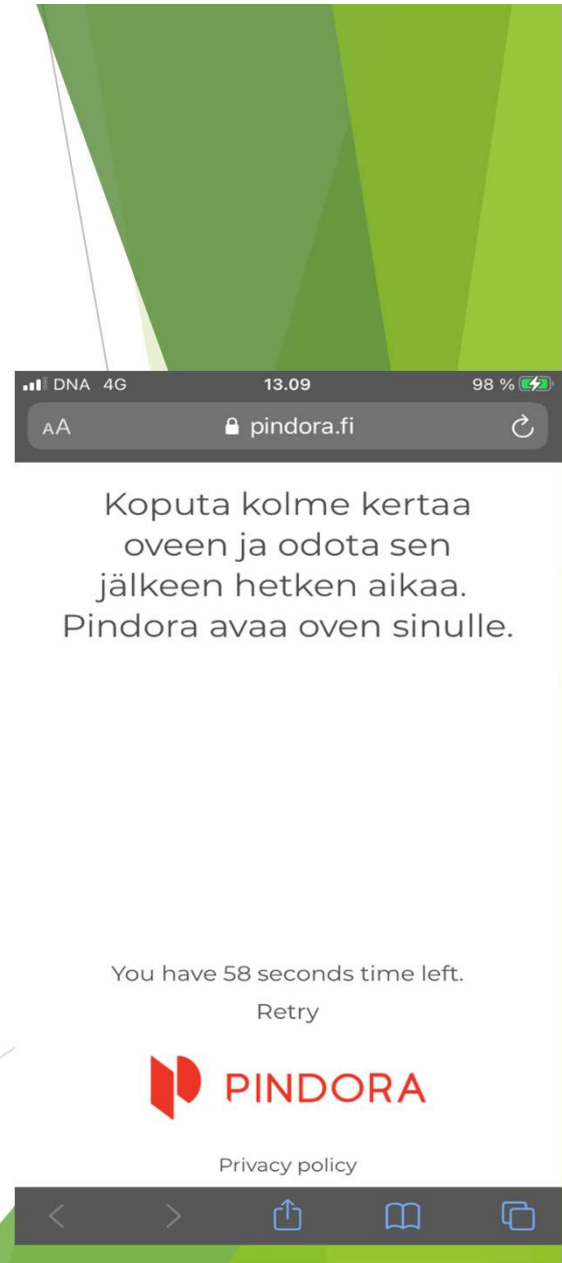 DNA 4G 13.09 98 %
AA pindora.fi
Koputa kolme kertaa
oveen ja odota sen
jälkeen hetken aikaa.
Pindora avaa oven sinulle.
You have 58 seconds time left.
Retry
PINDORA
Privacy policy